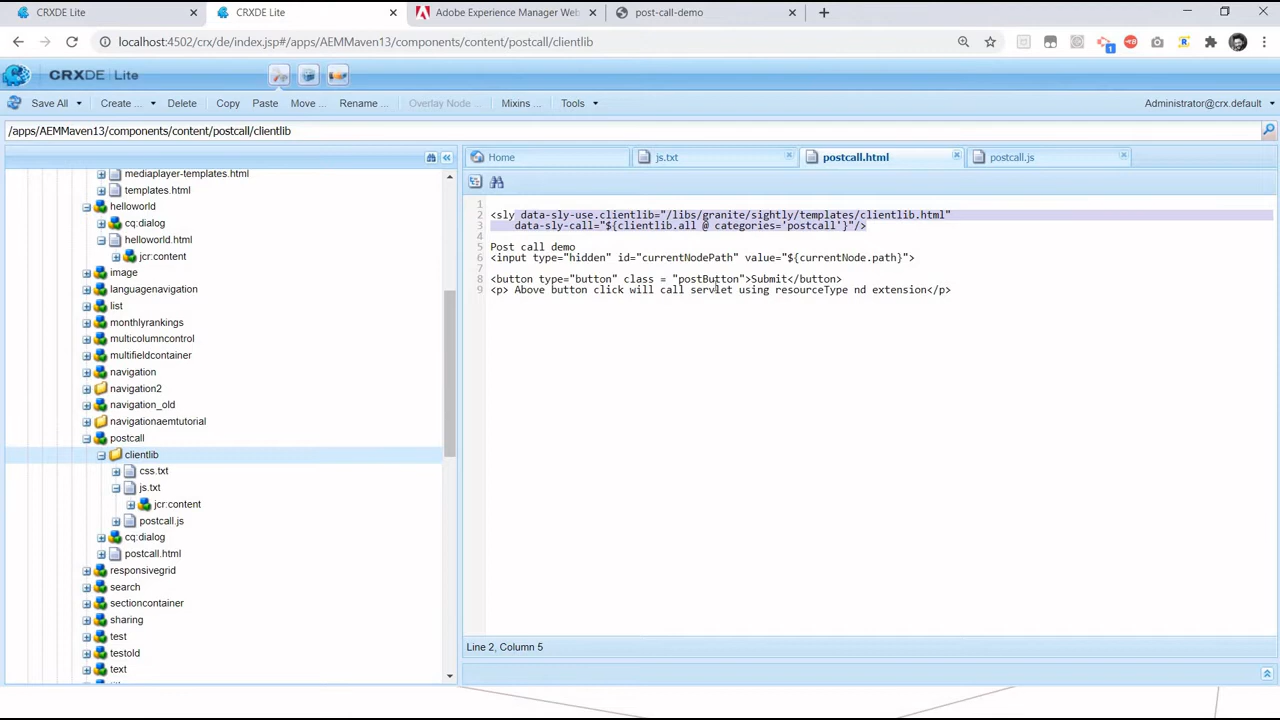 CRXDE Lite
CRXDE Lite
Adobe Experience Manager Web
post-call-demo
localhost:4502/crx/de/index.jsp#/apps/AEMMaven13/components/content/postcall/clientlib
1
CRXDE Lite
Save All
Create ...
Delete
Copy
Paste
Move ...
Rename ...
Overlay Node ...
Mixins ...
Tools
Administrator@crx.default
/apps/AEMMaven13/components/content/postcall/clientlib
mediaplayer-templates.html
templates.html
helloworld
cq:dialog
helloworld.html
jcr:content
image
languagenavigation
list
monthlyrankings
multicolumncontrol
multifieldcontainer
navigation
navigation2
navigation_old
navigationaemtutorial
postcall
clientlib
css.txt
js.txt
jcr:content
postcall.js
cq:dialog
postcall.html
responsivegrid
search
sectioncontainer
sharing
test
testold
text
Home
js.txt
postcall.html
postcall.js
1
2 <sly data-sly-use.clientlib="/libs/granite/sightly/templates/clientlib.html"
3 data-sly-call="${clientlib.all @ categories='postcall'}"/>
4
5 Post call demo
6 <input type="hidden" id="currentNodePath" value="${currentNode.path}">
7
8 <button type="button" class = "postButton">Submit</button>
9 <p> Above button click will call servlet using resourceType nd extension</p>
Line 2, Column 5